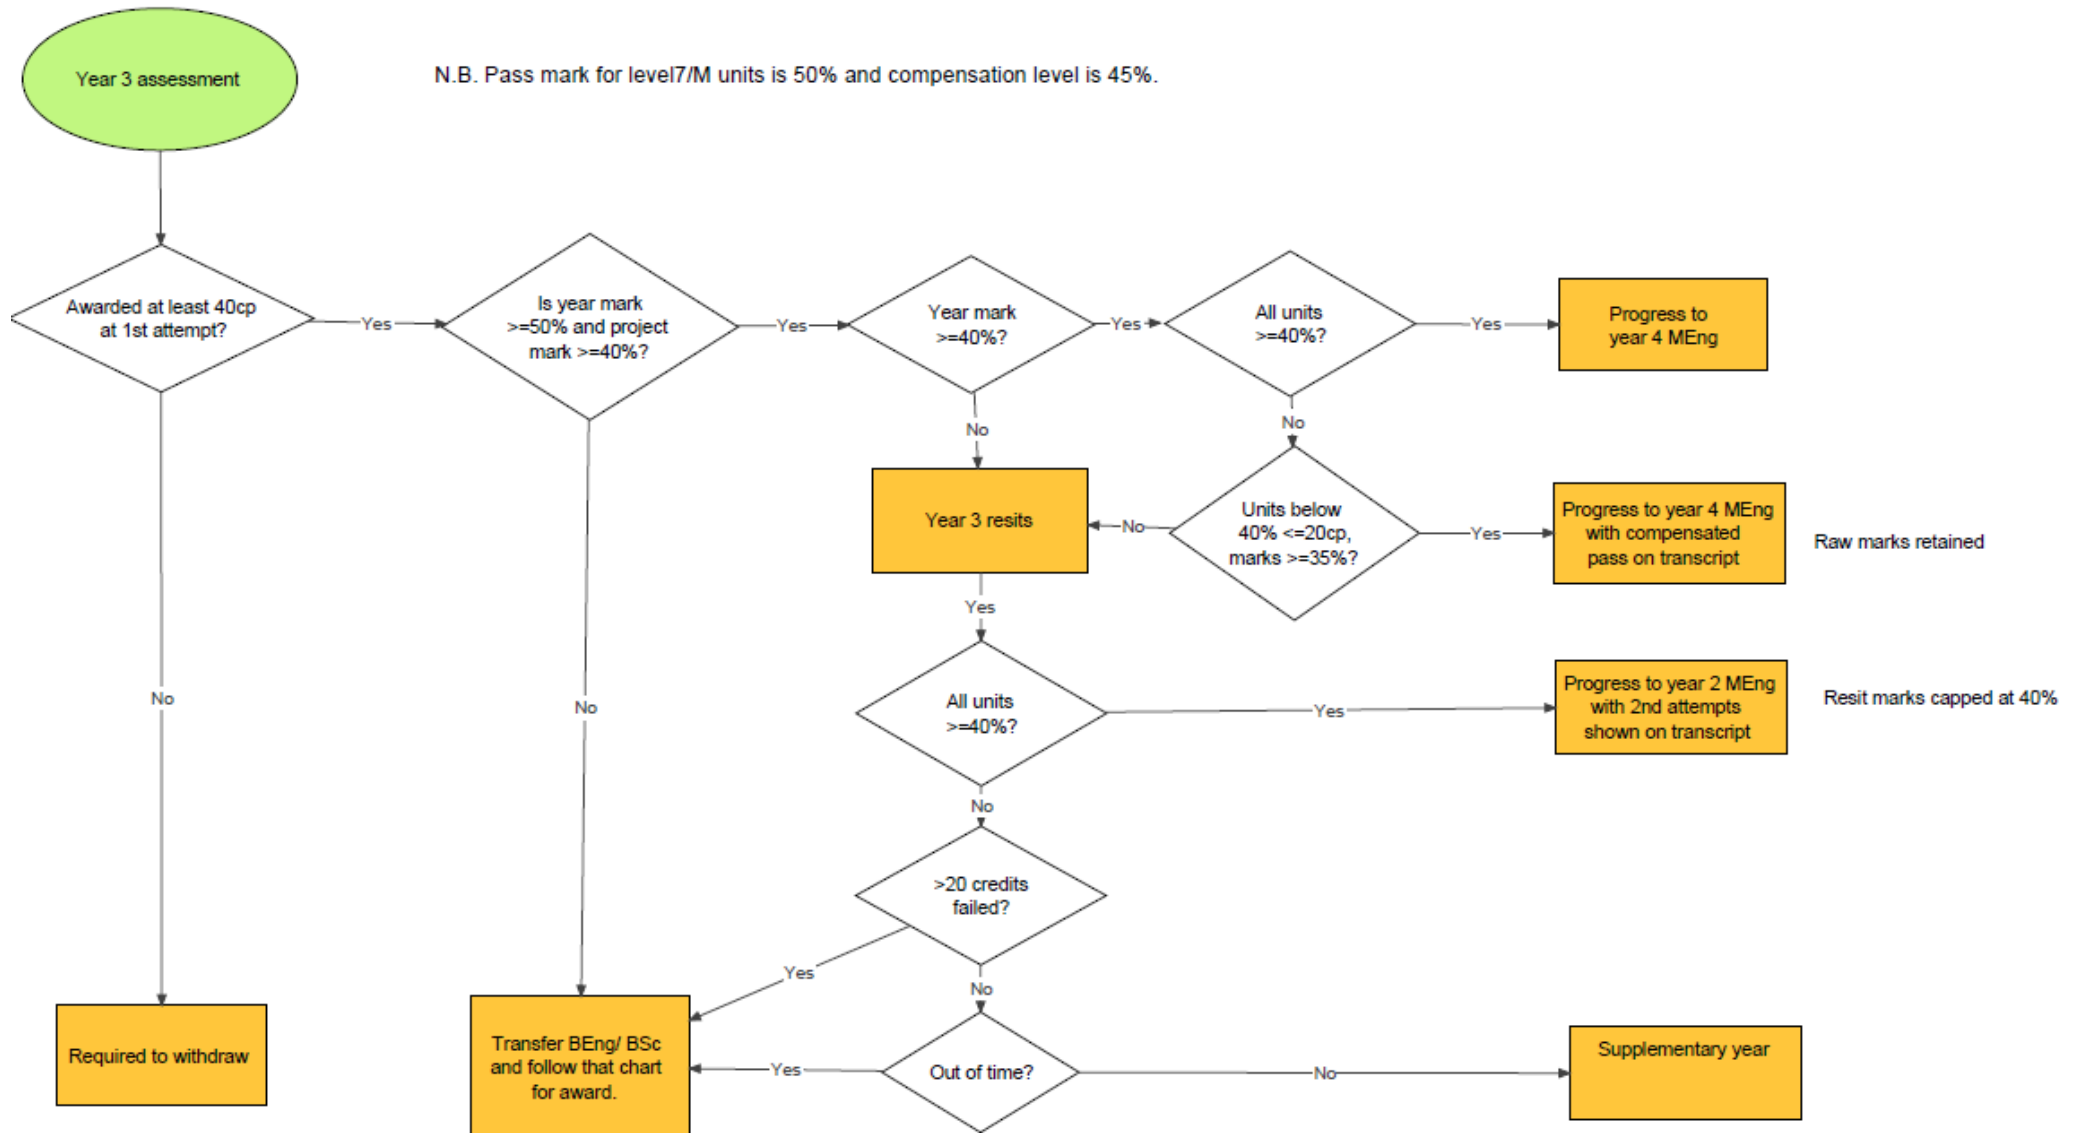 Year 3 assessment
N.B. Pass mark for level7/M units is 50% and compensation level is 45%.
Awarded at least 40cp
at 1st attempt?
Yes
Is year mark
>=50% and project
mark >=40%?
Yes
Year mark
>=40%?
Yes
All units
>=40%?
Yes
Progress to
year 4 MEng
No
No
Year 3 resits
No
Units below
40% <=20cp,
marks >=35%?
Yes
Progress to year 4 MEng
with compensated
pass on transcript
Raw marks retained
Yes
No
No
All units
>=40%?
Yes
Progress to year 2 MEng
with 2nd attempts
shown on transcript
Resit marks capped at 40%
No
>20 credits
failed?
Yes
No
Required to withdraw
Transfer BEng/ BSc
and follow that chart
for award.
Yes
Out of time?
No
Supplementary year